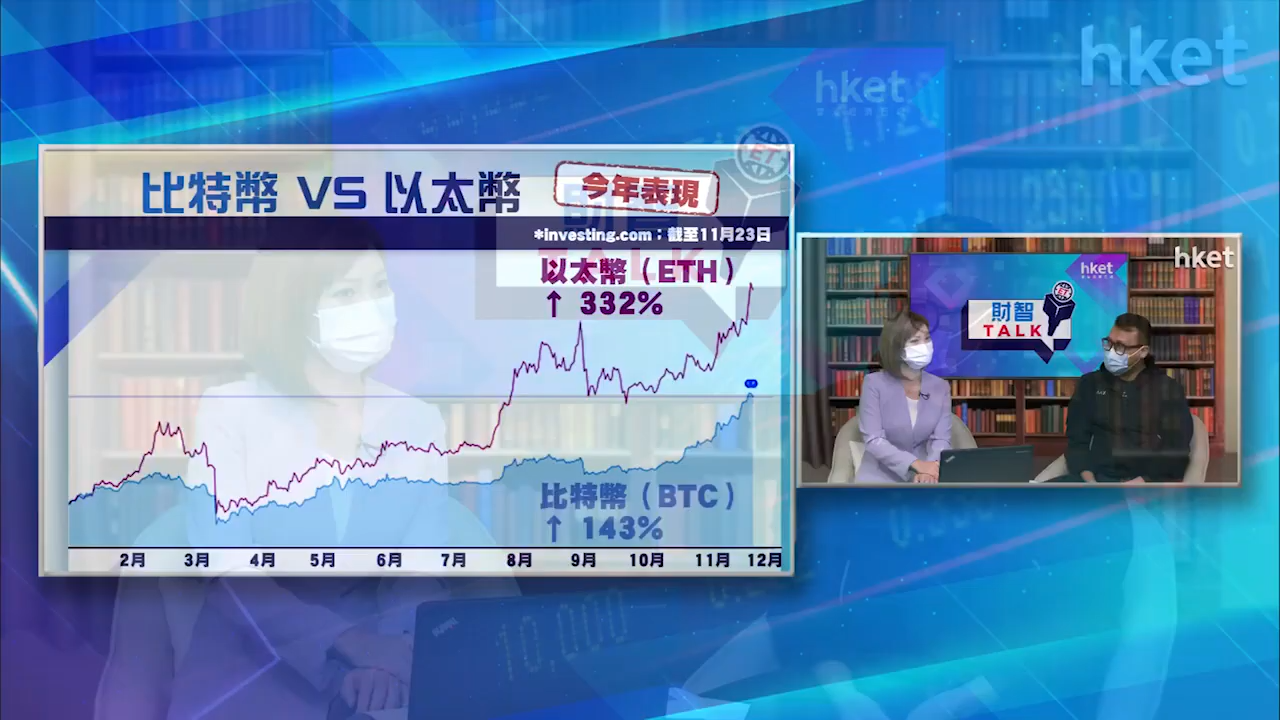 hket
hket
比特幣 VS 以太幣
今年表現
*investing.com；截至11月23日
以太幣（ETH）
↑ 332%
比特幣（BTC）
↑ 143%
2月 3月 4月 5月 6月 7月 8月 9月 10月 11月 12月
hket
hket
財智
TALK
10,000